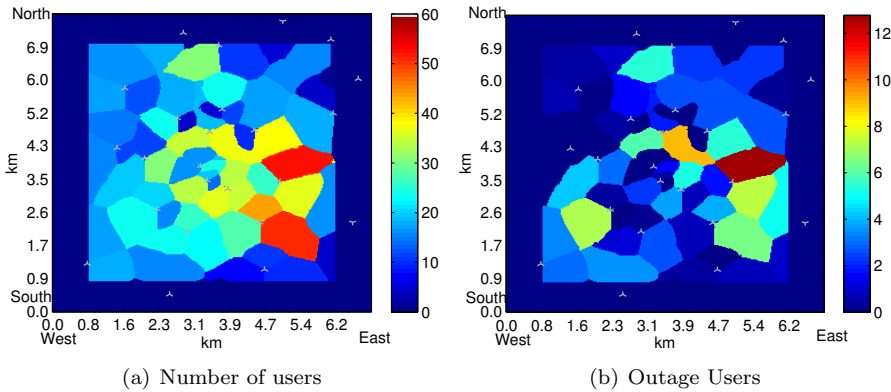 North
6.9
6.0
5.2
4.3
3.5
2.6
1.7
0.9
South
0.0
km
0.0 0.8 1.6 2.3 3.1 3.9 4.7 5.4 6.2
West km East
60
50
40
30
20
10
0
(a) Number of users
North
6.9
6.0
5.2
4.3
3.5
2.6
1.7
0.9
South
0.0
km
0.0 0.8 1.6 2.3 3.1 3.9 4.7 5.4 6.2
West km East
12
10
8
6
4
2
0
(b) Outage Users